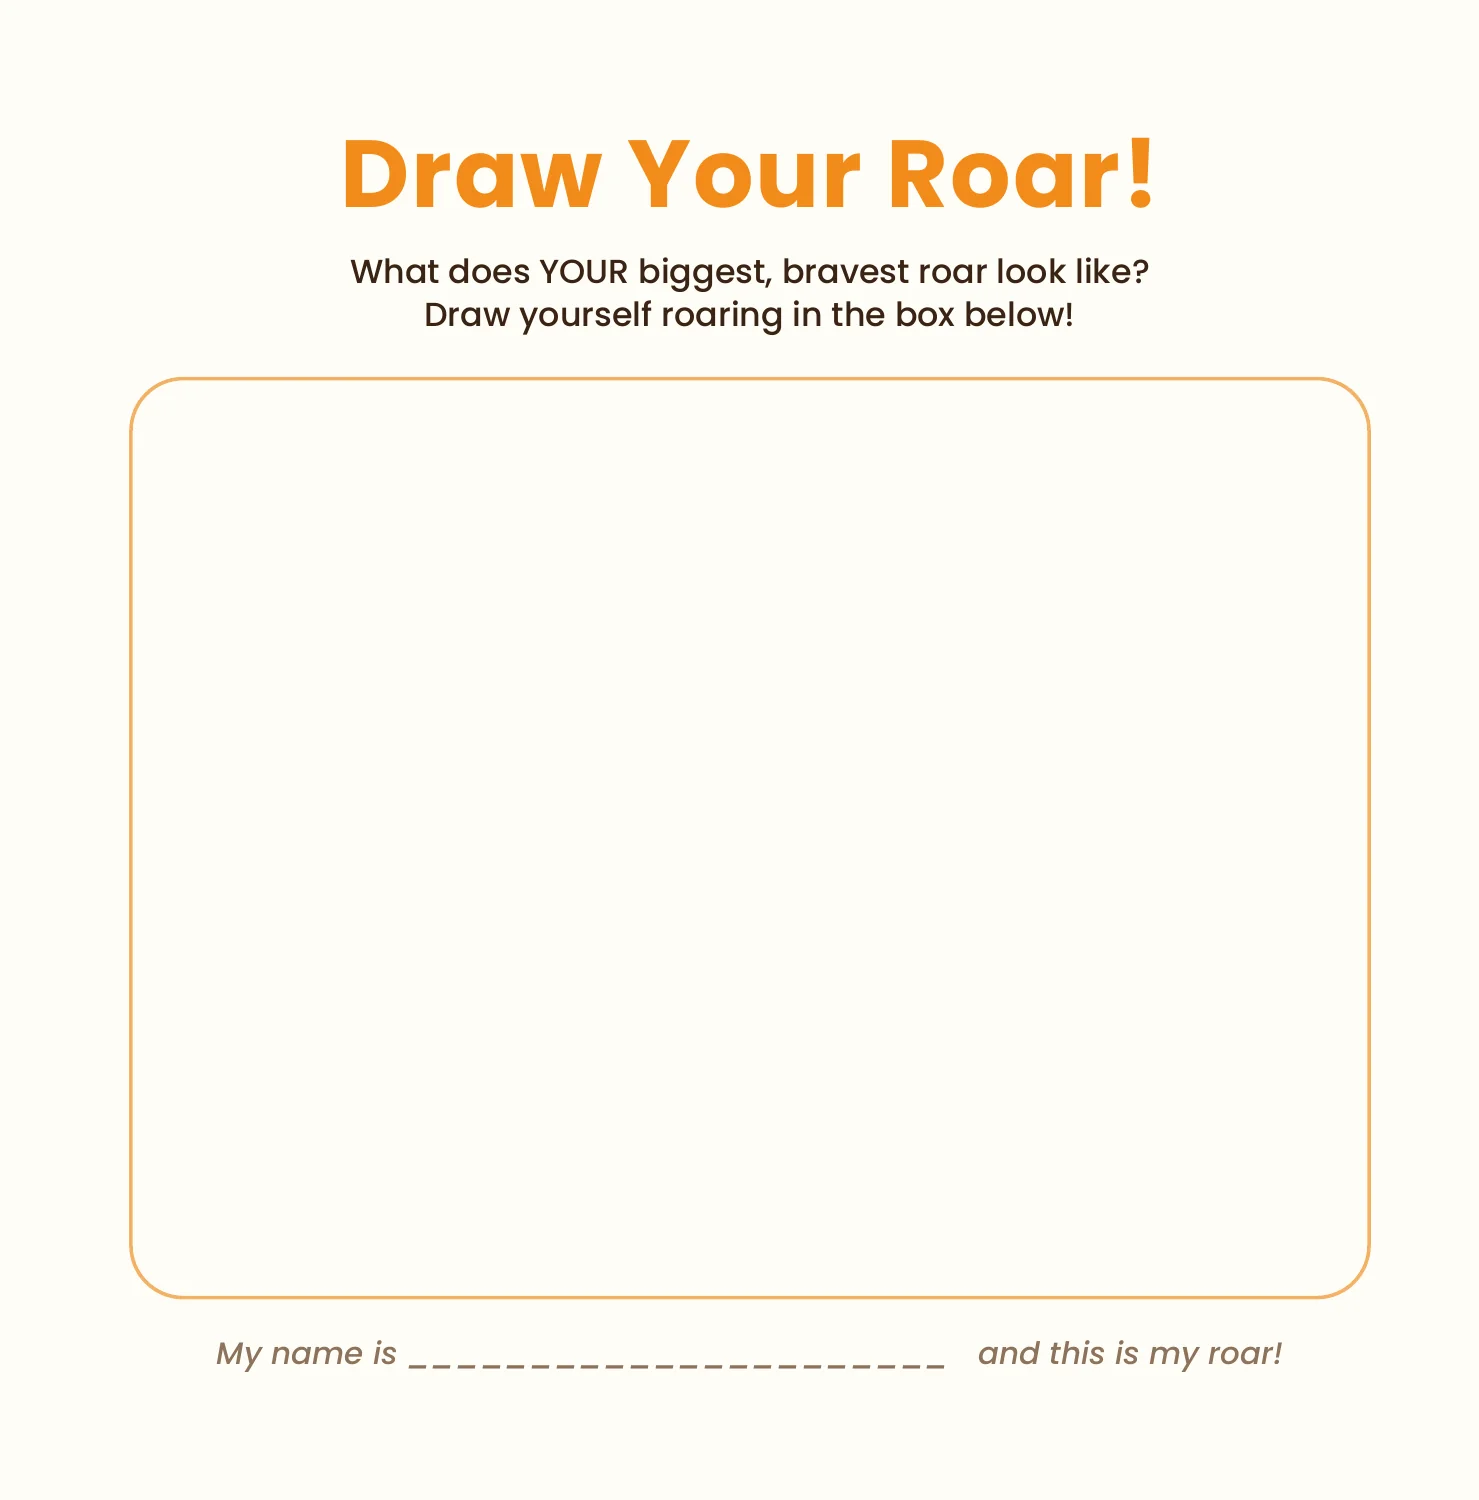 Draw Your Roar!
What does YOUR biggest, bravest roar look like?
Draw yourself roaring in the box below!
My name is _ _ _ _ _ _ _ _ _ _ _ _ _ _ _ _ _ _ _ _ _ _ and this is my roar!